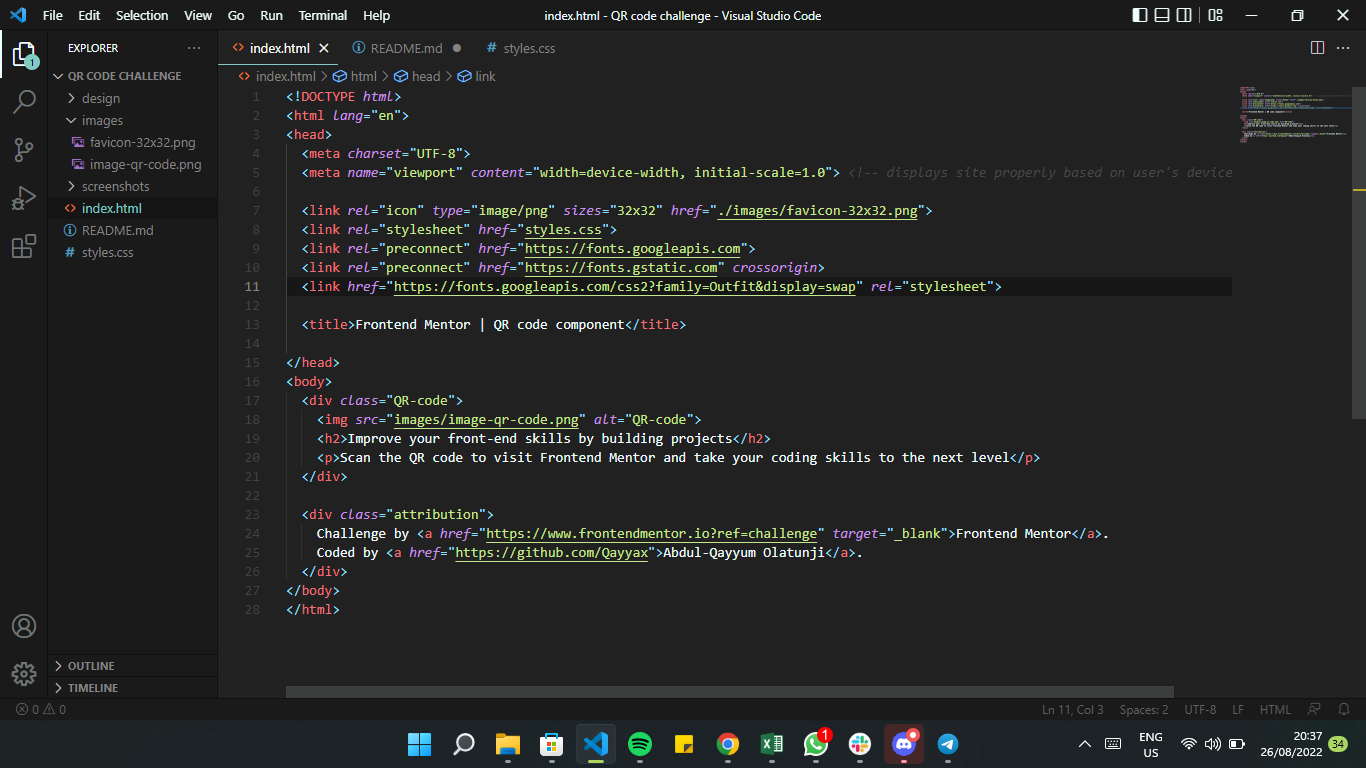 File Edit Selection View Go Run Terminal Help
index.html - QR code challenge - Visual Studio Code
1
EXPLORER
QR CODE CHALLENGE
design
images
favicon-32x32.png
image-qr-code.png
screenshots
index.html
README.md
styles.css
OUTLINE
TIMELINE
index.html README.md styles.css
index.html > html > head > link
1 <!DOCTYPE html>
2 <html lang="en">
3 <head>
4 <meta charset="UTF-8">
5 <meta name="viewport" content="width=device-width, initial-scale=1.0"> <!-- displays site properly based on user's device
6
7 <link rel="icon" type="image/png" sizes="32x32" href="./images/favicon-32x32.png">
8 <link rel="stylesheet" href="styles.css">
9 <link rel="preconnect" href="https://fonts.googleapis.com">
10 <link rel="preconnect" href="https://fonts.gstatic.com" crossorigin>
11 <link href="https://fonts.googleapis.com/css2?family=Outfit&display=swap" rel="stylesheet">
12
13 <title>Frontend Mentor | QR code component</title>
14
15 </head>
16 <body>
17 <div class="QR-code">
18 <img src="images/image-qr-code.png" alt="QR-code">
19 <h2>Improve your front-end skills by building projects</h2>
20 <p>Scan the QR code to visit Frontend Mentor and take your coding skills to the next level</p>
21 </div>
22
23 <div class="attribution">
24 Challenge by <a href="https://www.frontendmentor.io?ref=challenge" target="_blank">Frontend Mentor</a>.
25 Coded by <a href="https://github.com/Qayyax">Abdul-Qayyum Olatunji</a>.
26 </div>
27 </body>
28 </html>
0 0
Ln 11, Col 3 Spaces: 2 UTF-8 LF HTML
1
ENG
US
20:37
26/08/2022
34